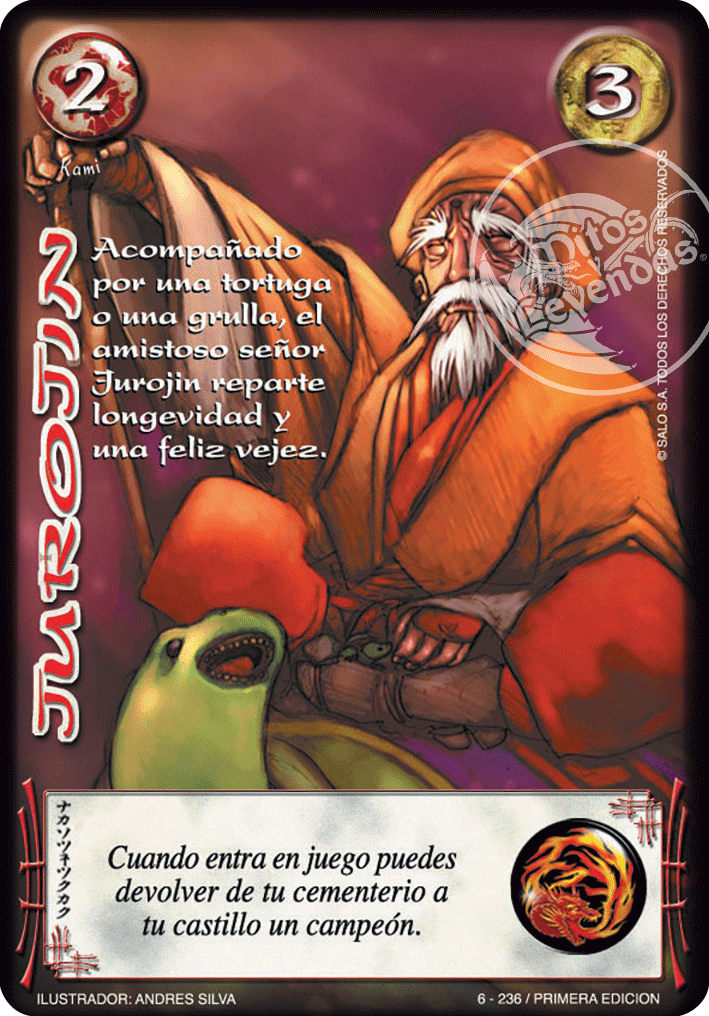 2
3
Kami
JUROJIN
Acompañado
por una tortuga
o una grulla, el
amistoso señor
Jurojin reparte
longevidad y
una feliz vejez.
Mitos
Leyendas®
© SALO S.A. TODOS LOS DERECHOS RESERVADOS
ナカソツネツクカク
Cuando entra en juego puedes
devolver de tu cementerio a
tu castillo un campeón.
ILUSTRADOR: ANDRES SILVA
6 - 236 / PRIMERA EDICION